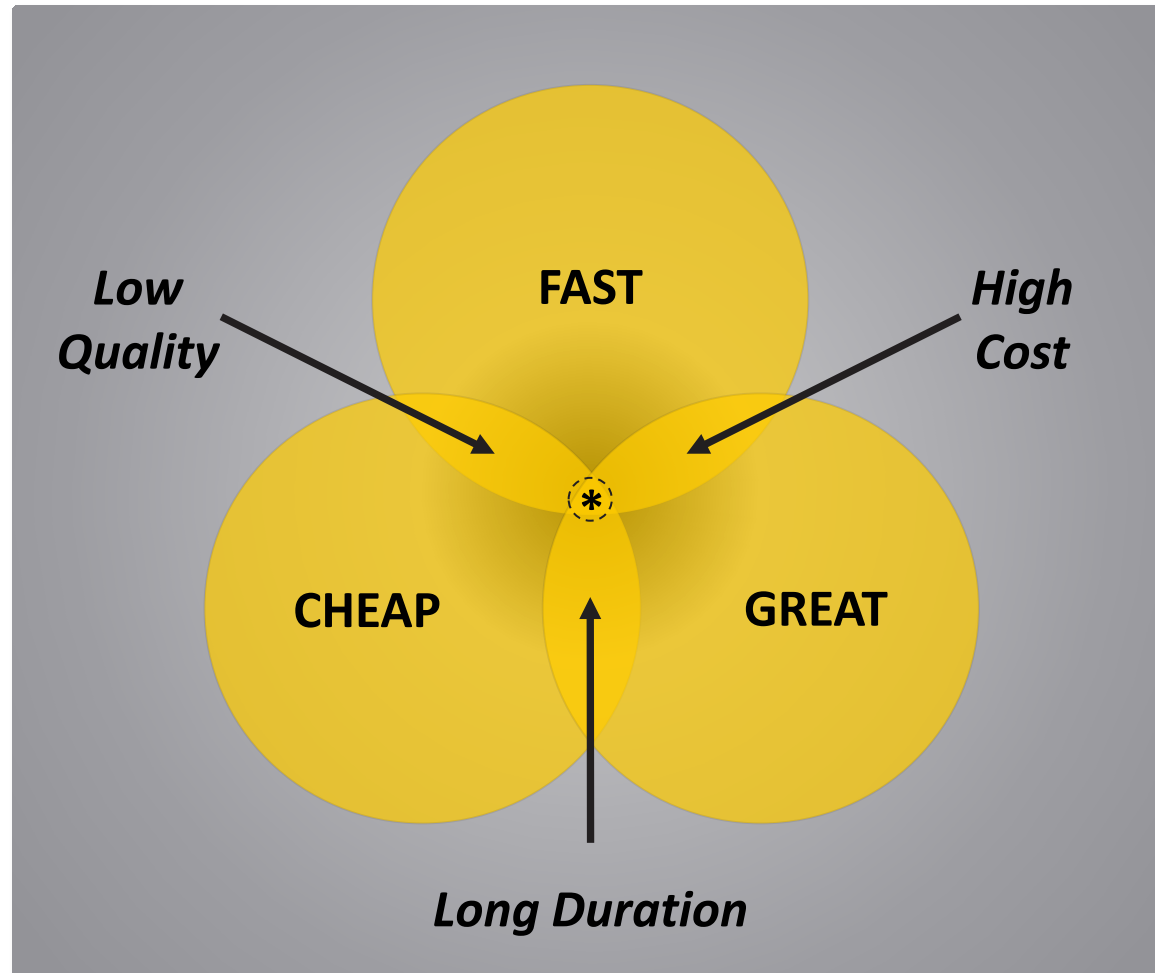 FAST
Low
Quality
High
Cost
*
CHEAP
GREAT
Long Duration